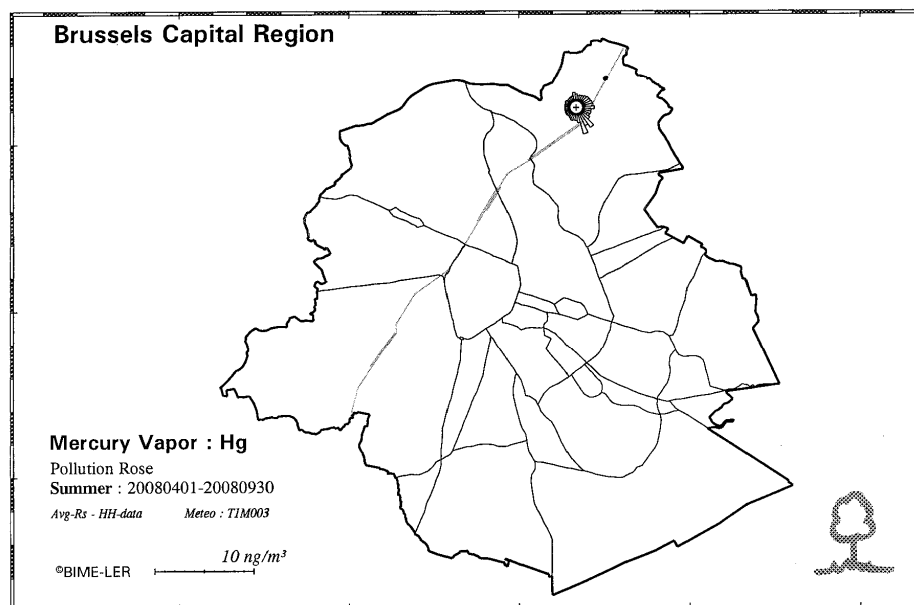 Brussels Capital Region
Mercury Vapor : Hg
Pollution Rose
Summer : 20080401-20080930
Avg-Rs - HH-data Meteo : T1M003
10 ng/m³
©BIME-LER